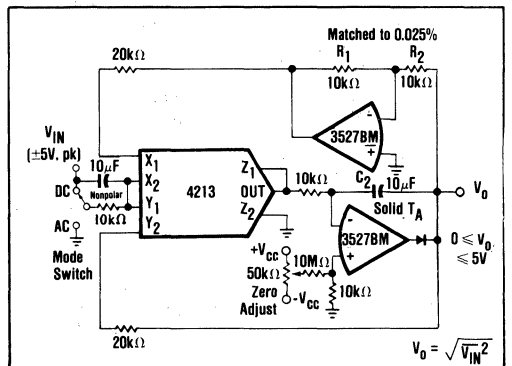 Matched to 0.025%
20kΩ
R1
R2
10kΩ
10kΩ
3527BM
-
+
VIN
(±5V, pk)
10μF
Nonpolar
DC
10kΩ
AC
Mode
Switch
X1
X2
Y1
Y2
4213
Z1
OUT
Z2
10kΩ
C2
10μF
Solid TA
Vo
3527BM
-
+
0 ≤ Vo
≤ 5V
+Vcc
50kΩ
10MΩ
-Vcc
Zero
Adjust
10kΩ
20kΩ
Vo = √V̅I̅N̅²